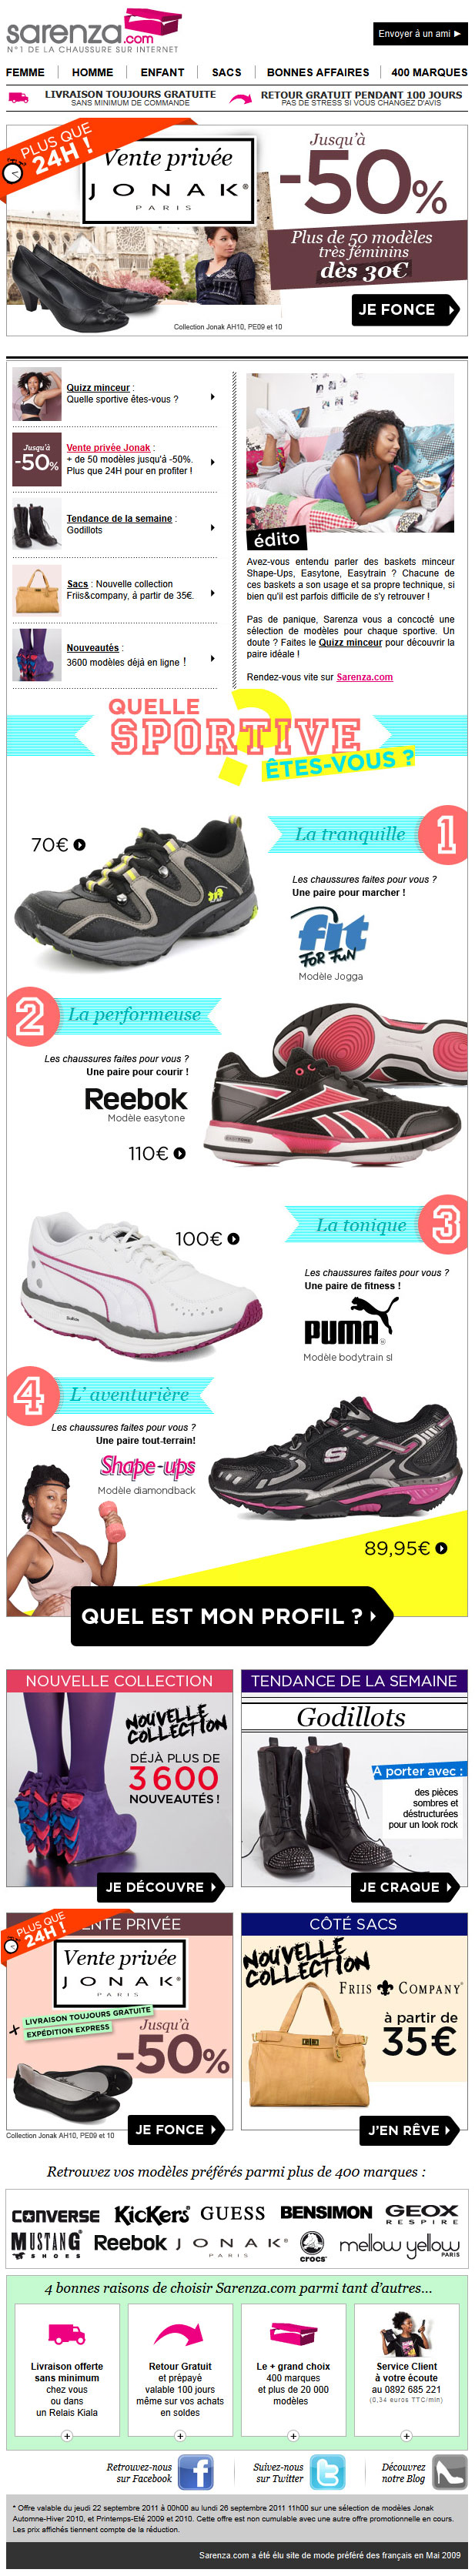 sarenza.com
N°1 DE LA CHAUSSURE SUR INTERNET
Envoyer á un ami ►
FEMME HOMME ENFANT SACS BONNES AFFAIRES 400 MARQUES
LIVRAISON TOUJOURS GRATUITE
SANS MINIMUM DE COMMANDE
RETOUR GRATUIT PENDANT 100 JOURS
PAS DE STRESS SI VOUS CHANGEZ D'AVIS
PLUS QUE
24H !
Vente privée
JONAK®
PARIS
Jusqu'à
-50%
Plus de 50 modèles
très féminins
dès 30€
JE FONCE
Collection Jonak AH10, PE09 et 10
Quizz minceur :
Quelle sportive êtes-vous ?
Jusqu'à
-50%
Vente privée Jonak :
+ de 50 modèles jusqu'à -50%.
Plus que 24H pour en profiter !
Tendance de la semaine :
Godillots
Sacs : Nouvelle collection
Friis&company, á partir de 35€.
Nouveautés :
3600 modèles déjà en ligne !
édito
Avez-vous entendu parler des baskets minceur
Shape-Ups, Easytone, Easytrain ? Chacune de
ces baskets a son usage et sa propre technique, si
bien qu'il est parfois difficile de s'y retrouver !
Pas de panique, Sarenza vous a concocté une
sélection de modèles pour chaque sportive. Un
doute ? Faites le Quizz minceur pour découvrir la
paire idéale !
Rendez-vous vite sur Sarenza.com
QUELLE
SPORTIVE
ÊTES-VOUS ?
70€
La tranquille 1
Les chaussures faites pour vous ?
Une paire pour marcher !
fit
FOR FUN
Modèle Jogga
2 La performeuse
Les chaussures faites pour vous ?
Une paire pour courir !
Reebok
Modèle easytone
110€
100€
La tonique 3
Les chaussures faites pour vous ?
Une paire de fitness !
PUMA®
Modèle bodytrain sl
4 L'aventurière
Les chaussures faites pour vous ?
Une paire tout-terrain!
Shape-ups
Modèle diamondback
S
89,95€
QUEL EST MON PROFIL ?
NOUVELLE COLLECTION
NOUVELLE
COLLECTION
DÉJÀ PLUS DE
3600
NOUVEAUTÉS !
JE DÉCOUVRE
TENDANCE DE LA SEMAINE
Godillots
A porter avec :
des pièces
sombres et
déstructurées
pour un look rock
JE CRAQUE
PLUS QUE
24H !
VENTE PRIVÉE
Vente privée
JONAK®
PARIS
+ LIVRAISON TOUJOURS GRATUITE
EXPÉDITION EXPRESS
Jusqu'à
-50%
JE FONCE
Collection Jonak AH10, PE09 et 10
CÔTÉ SACS
NOUVELLE
COLLECTION
FRIIS COMPANY®
à partir de
35€
J'EN RÊVE
Retrouvez vos modèles préférés parmi plus de 400 marques :
CONVERSE KicKers® GUESS BENSIMON GEOX
RESPIRE
MUSTANG® Reebok JONAK® crocs™ mellow yellow
SHOES PARIS PARIS
4 bonnes raisons de choisir Sarenza.com parmi tant d'autres...
Livraison offerte
sans minimum
chez vous
ou dans
un Relais Kiala
Retour Gratuit
et prépayé
valable 100 jours
même sur vos achats
en soldes
Le + grand choix
400 marques
et plus de 20 000
modèles
Service Client
à votre écoute
au 0892 685 221
(0,34 euros TTC/min)
Retrouvez-nous
sur Facebook
Suivez-nous
sur Twitter
Découvrez
notre Blog
* Offre valable du jeudi 22 septembre 2011 à 00h00 au lundi 26 septembre 2011 11h00 sur une sélection de modèles Jonak
Automne-Hiver 2010, et Printemps-Eté 2009 et 2010. Cette offre est non cumulable avec une autre offre promotionnelle en cours.
Les prix affichés tiennent compte de la réduction.
Sarenza.com a été élu site de mode préféré des français en Mai 2009